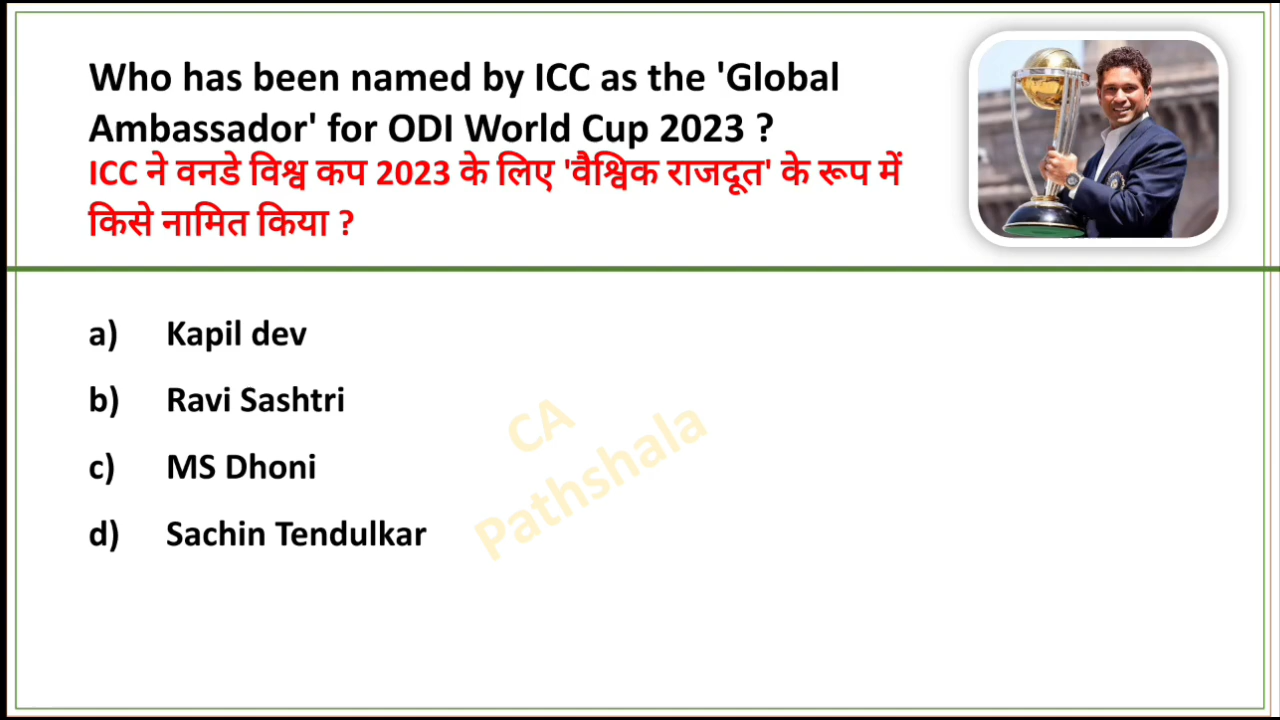 Who has been named by ICC as the 'Global
Ambassador' for ODI World Cup 2023 ?
ICC ने वनडे विश्व कप 2023 के लिए 'वैश्विक राजदूत' के रूप में
किसे नामित किया ?
a) Kapil dev
b) Ravi Sashtri
c) MS Dhoni
d) Sachin Tendulkar
CA
Pathshala